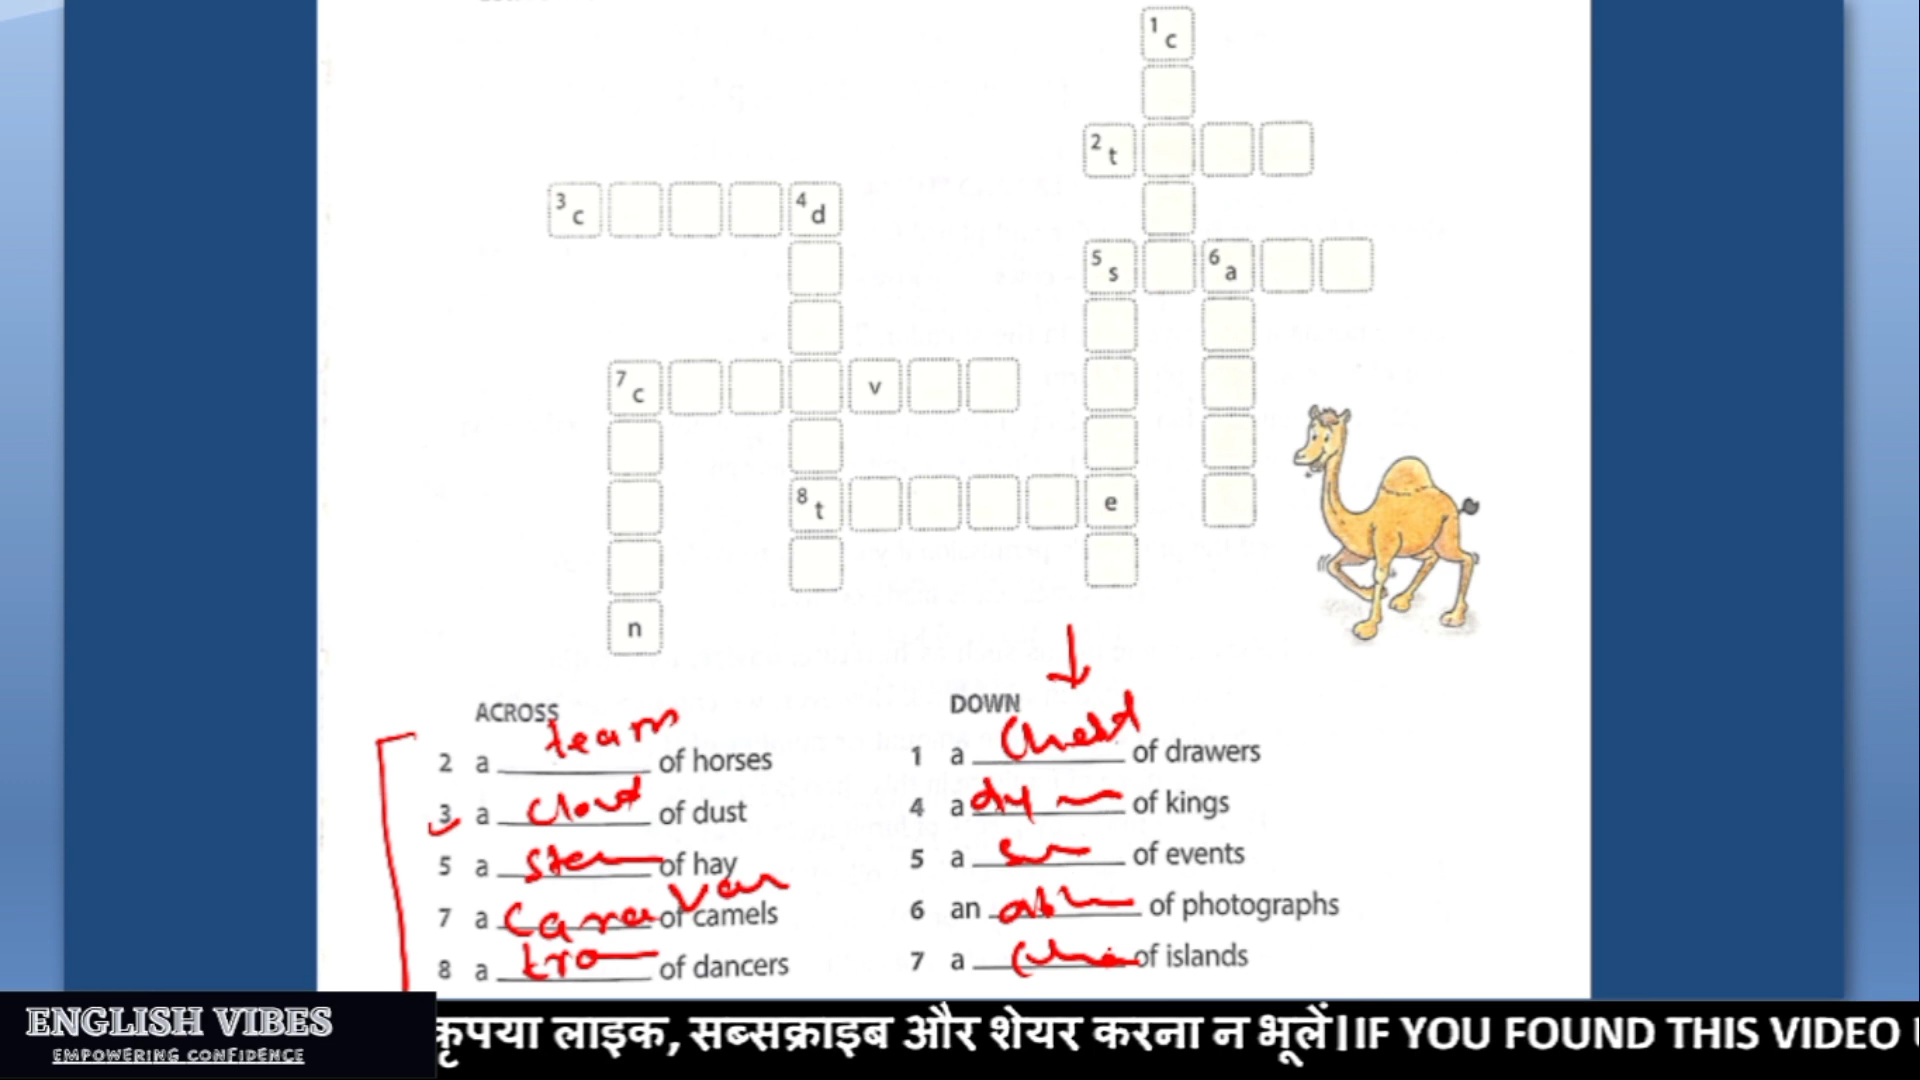 1 c
2 t
3 c 4 d
5 s 6 a
7 c v
8 t e
n
ACROSS
2 a team of horses
3 a cloud of dust
5 a of hay
7 a caravan of camels
8 a of dancers
DOWN
1 a chest of drawers
4 a dy of kings
5 a of events
6 an of photographs
7 a of islands
ENGLISH VIBES
EMPOWERING CONFIDENCE
कृपया लाइक, सब्सक्राइब और शेयर करना न भूलें|IF YOU FOUND THIS VIDEO